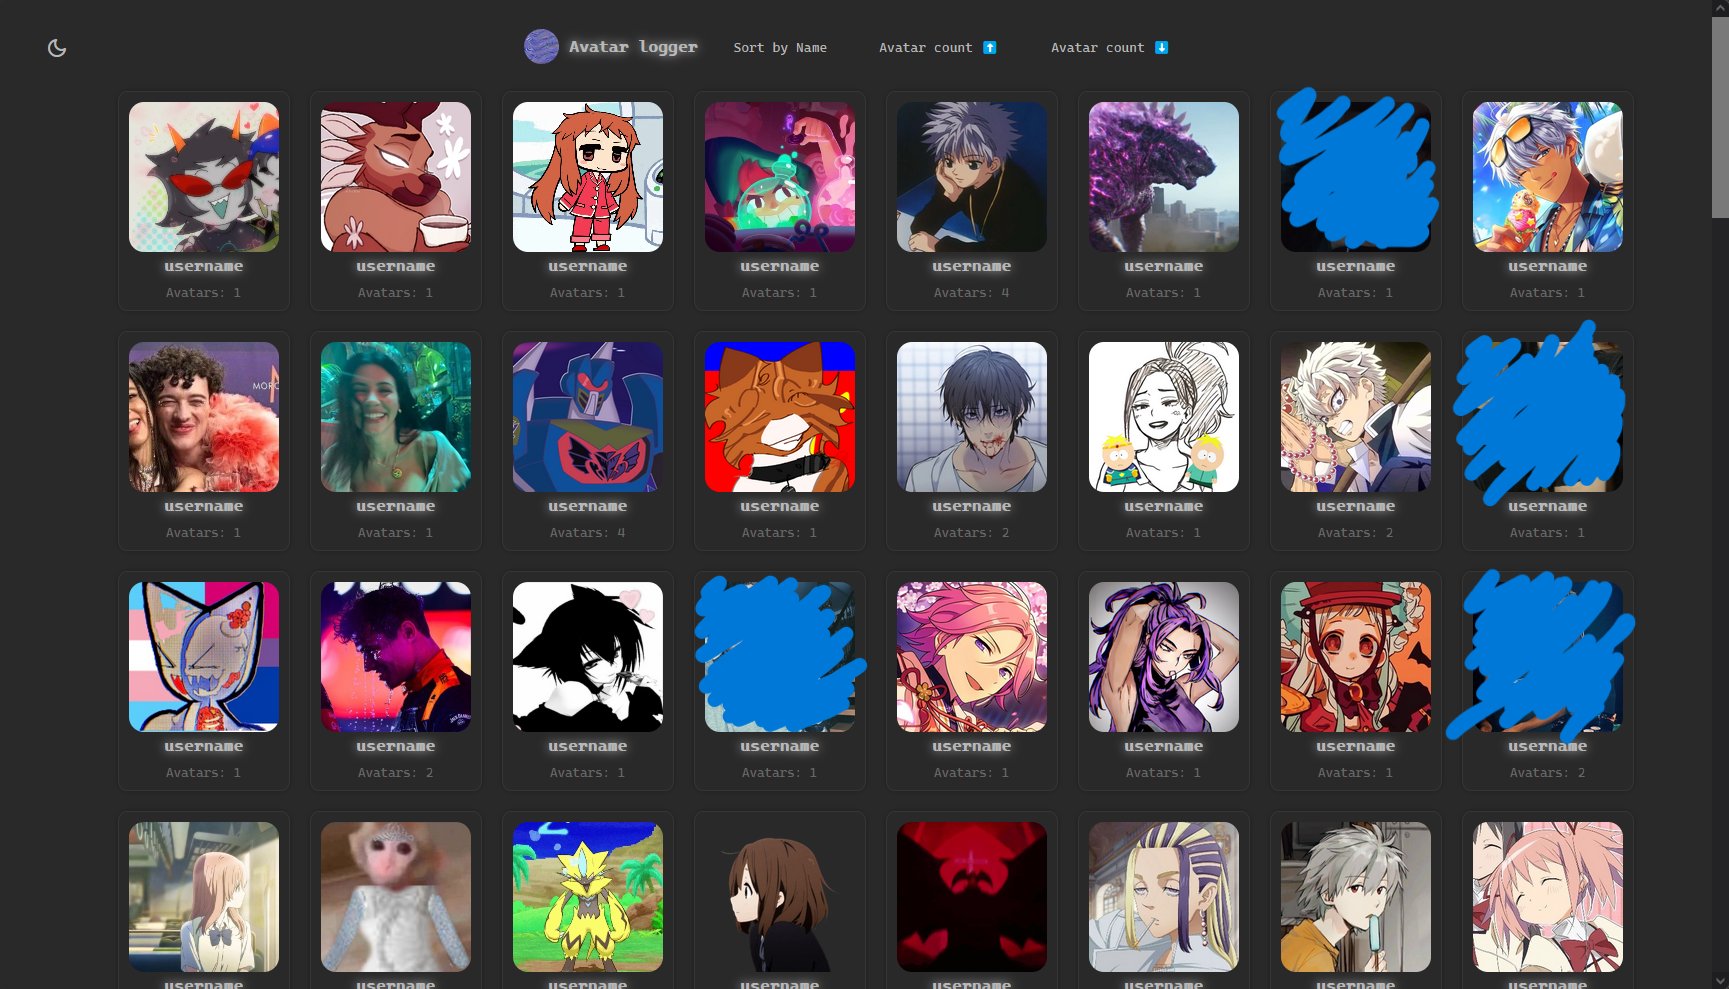 Avatar logger Sort by Name Avatar count ⬆ Avatar count ⬇
username username username username username username username username
Avatars: 1 Avatars: 1 Avatars: 1 Avatars: 1 Avatars: 4 Avatars: 1 Avatars: 1 Avatars: 1
MORO
username username username username username username username username
Avatars: 1 Avatars: 1 Avatars: 4 Avatars: 1 Avatars: 2 Avatars: 1 Avatars: 2 Avatars: 1
username username username username username username username username
Avatars: 1 Avatars: 2 Avatars: 1 Avatars: 1 Avatars: 1 Avatars: 1 Avatars: 1 Avatars: 2
username username username username username username username username